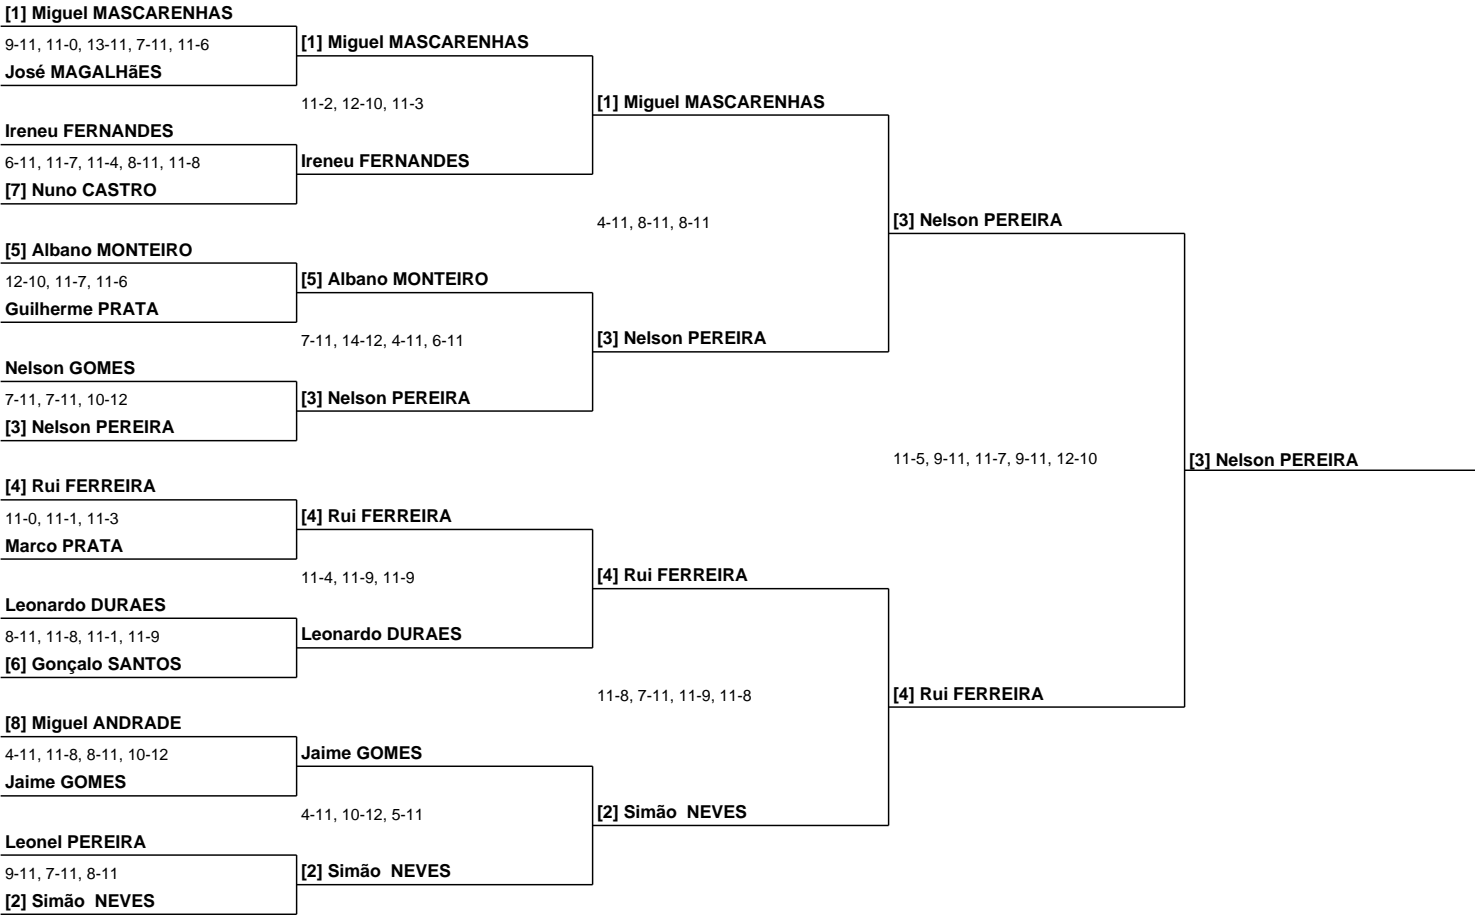 [1] Miguel MASCARENHAS
9-11, 11-0, 13-11, 7-11, 11-6
José MAGALHãES
Ireneu FERNANDES
6-11, 11-7, 11-4, 8-11, 11-8
[7] Nuno CASTRO
[5] Albano MONTEIRO
12-10, 11-7, 11-6
Guilherme PRATA
Nelson GOMES
7-11, 7-11, 10-12
[3] Nelson PEREIRA
[4] Rui FERREIRA
11-0, 11-1, 11-3
Marco PRATA
Leonardo DURAES
8-11, 11-8, 11-1, 11-9
[6] Gonçalo SANTOS
[8] Miguel ANDRADE
4-11, 11-8, 8-11, 10-12
Jaime GOMES
Leonel PEREIRA
9-11, 7-11, 8-11
[2] Simão  NEVES
[1] Miguel MASCARENHAS
11-2, 12-10, 11-3
Ireneu FERNANDES
[5] Albano MONTEIRO
7-11, 14-12, 4-11, 6-11
[3] Nelson PEREIRA
[4] Rui FERREIRA
11-4, 11-9, 11-9
Leonardo DURAES
Jaime GOMES
4-11, 10-12, 5-11
[2] Simão  NEVES
[1] Miguel MASCARENHAS
4-11, 8-11, 8-11
[3] Nelson PEREIRA
[4] Rui FERREIRA
11-8, 7-11, 11-9, 11-8
[2] Simão  NEVES
[3] Nelson PEREIRA
11-5, 9-11, 11-7, 9-11, 12-10
[4] Rui FERREIRA
[3] Nelson PEREIRA